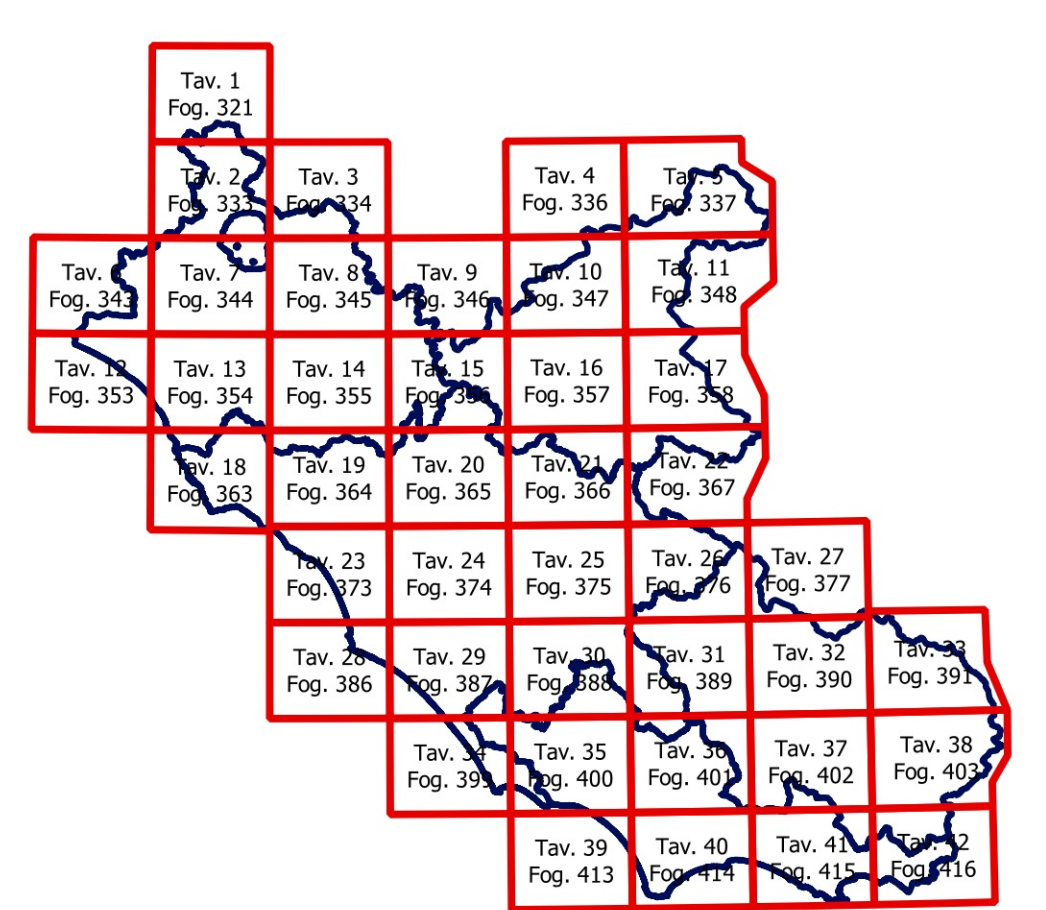 Tav. 1
Fog. 321
Tav. 2
Fog. 333
Tav. 3
Fog. 334
Tav. 4
Fog. 336
Tav. 5
Fog. 337
Tav. 6
Fog. 343
Tav. 7
Fog. 344
Tav. 8
Fog. 345
Tav. 9
Fog. 346
Tav. 10
Fog. 347
Tav. 11
Fog. 348
Tav. 12
Fog. 353
Tav. 13
Fog. 354
Tav. 14
Fog. 355
Tav. 15
Fog. 356
Tav. 16
Fog. 357
Tav. 17
Fog. 358
Tav. 18
Fog. 363
Tav. 19
Fog. 364
Tav. 20
Fog. 365
Tav. 21
Fog. 366
Tav. 22
Fog. 367
Tav. 23
Fog. 373
Tav. 24
Fog. 374
Tav. 25
Fog. 375
Tav. 26
Fog. 376
Tav. 27
Fog. 377
Tav. 28
Fog. 386
Tav. 29
Fog. 387
Tav. 30
Fog. 388
Tav. 31
Fog. 389
Tav. 32
Fog. 390
Tav. 33
Fog. 391
Tav. 34
Fog. 399
Tav. 35
Fog. 400
Tav. 36
Fog. 401
Tav. 37
Fog. 402
Tav. 38
Fog. 403
Tav. 39
Fog. 413
Tav. 40
Fog. 414
Tav. 41
Fog. 415
Tav. 42
Fog. 416